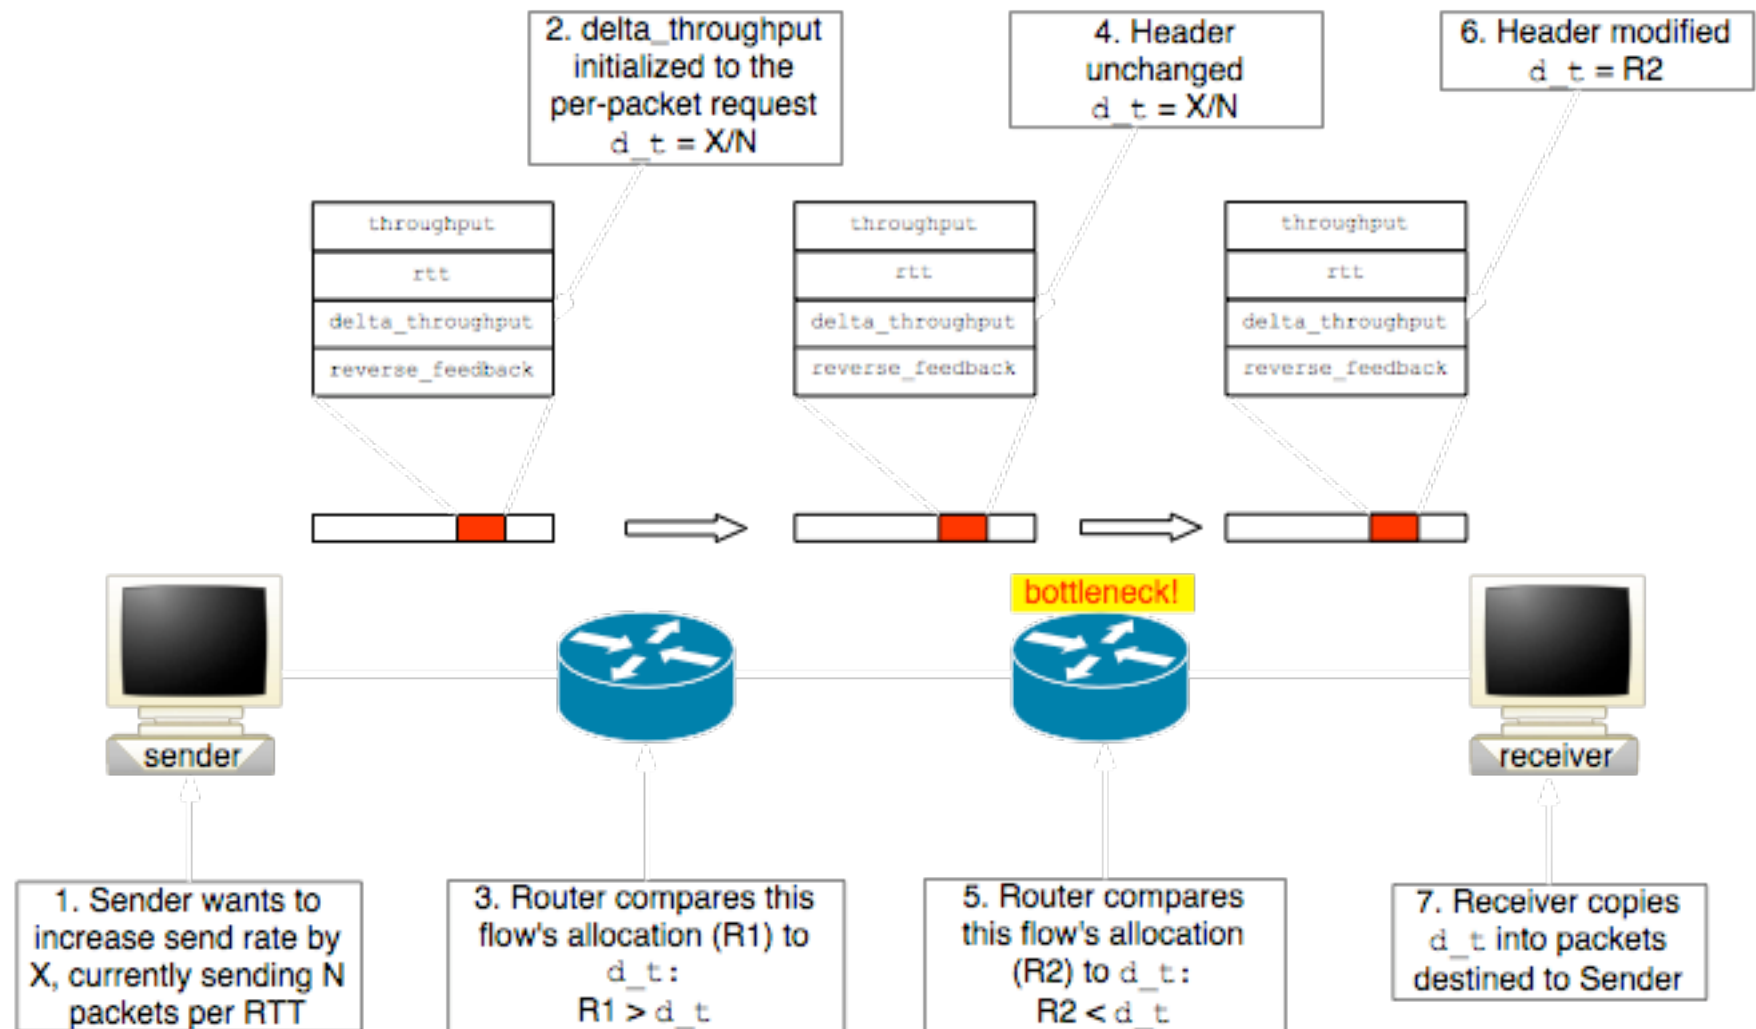 2. delta_throughput
initialized to the
per-packet request
d_t = X/N
4. Header
unchanged
d_t = X/N
6. Header modified
d_t = R2
throughput
rtt
delta_throughput
reverse_feedback
throughput
rtt
delta_throughput
reverse_feedback
throughput
rtt
delta_throughput
reverse_feedback
bottleneck!
sender
receiver
1. Sender wants to
increase send rate by
X, currently sending N
packets per RTT
3. Router compares this
flow's allocation (R1) to
d_t:
R1 > d_t
5. Router compares
this flow's allocation
(R2) to d_t:
R2 < d_t
7. Receiver copies
d_t into packets
destined to Sender